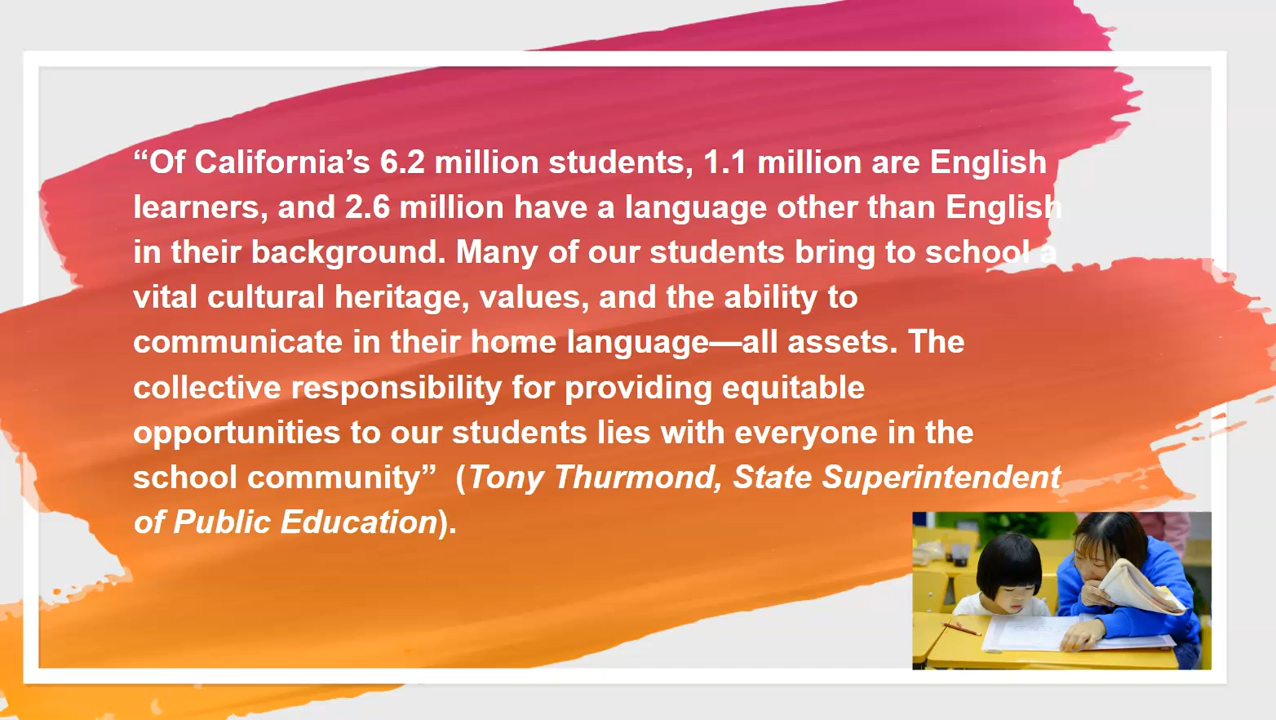 “Of California’s 6.2 million students, 1.1 million are English
learners, and 2.6 million have a language other than English
in their background. Many of our students bring to school a
vital cultural heritage, values, and the ability to
communicate in their home language—all assets. The
collective responsibility for providing equitable
opportunities to our students lies with everyone in the
school community”  (Tony Thurmond, State Superintendent
of Public Education).